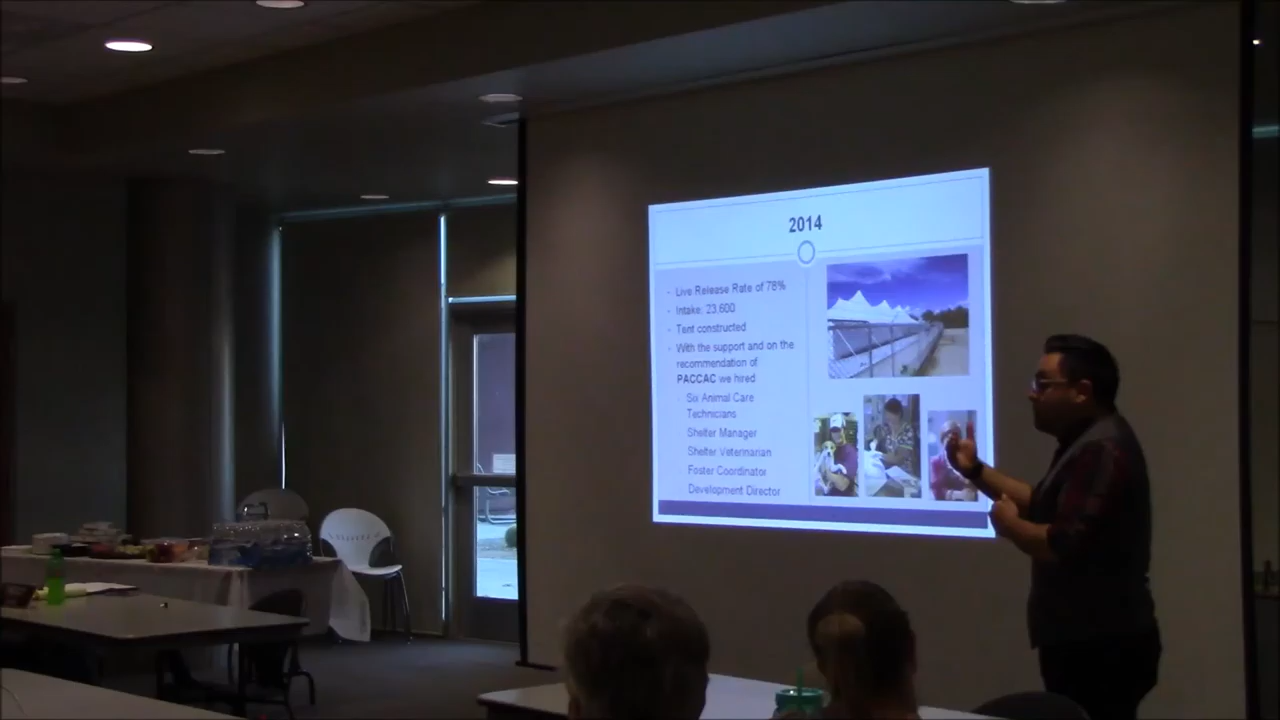 2014
Live Release Rate of 78%
Intake: 23,600
Tent constructed
With the support and on the
recommendation of
PACCAC we hired
Six Animal Care
Technicians
Shelter Manager
Shelter Veterinarian
Foster Coordinator
Development Director